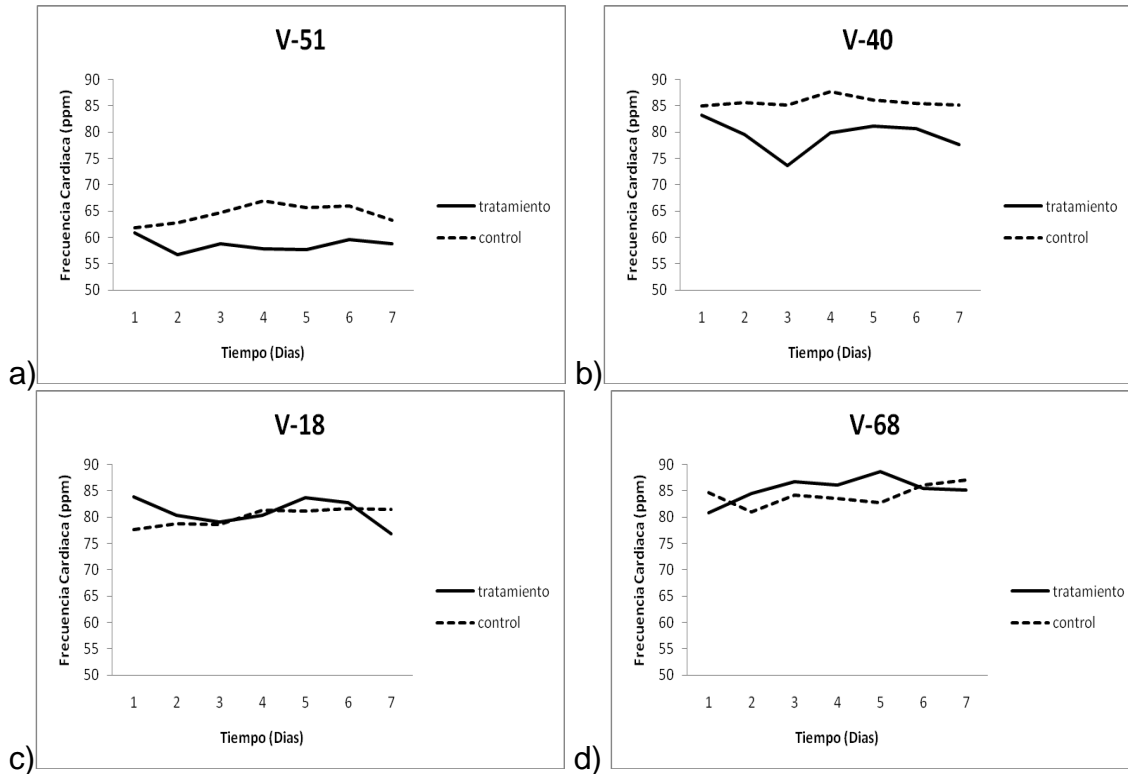 V-51
Frecuencia Cardiaca (ppm)
90
85
80
75
70
65
60
55
50
1 2 3 4 5 6 7
Tiempo (Dias)
tratamiento
control
a)
V-40
Frecuencia Cardiaca (ppm)
90
85
80
75
70
65
60
55
50
1 2 3 4 5 6 7
Tiempo (Dias)
tratamiento
control
b)
V-18
Frecuencia Cardiaca (ppm)
90
85
80
75
70
65
60
55
50
1 2 3 4 5 6 7
Tiempo (Dias)
tratamiento
control
c)
V-68
Frecuencia Cardiaca (ppm)
90
85
80
75
70
65
60
55
50
1 2 3 4 5 6 7
Tiempo (Dias)
tratamiento
control
d)